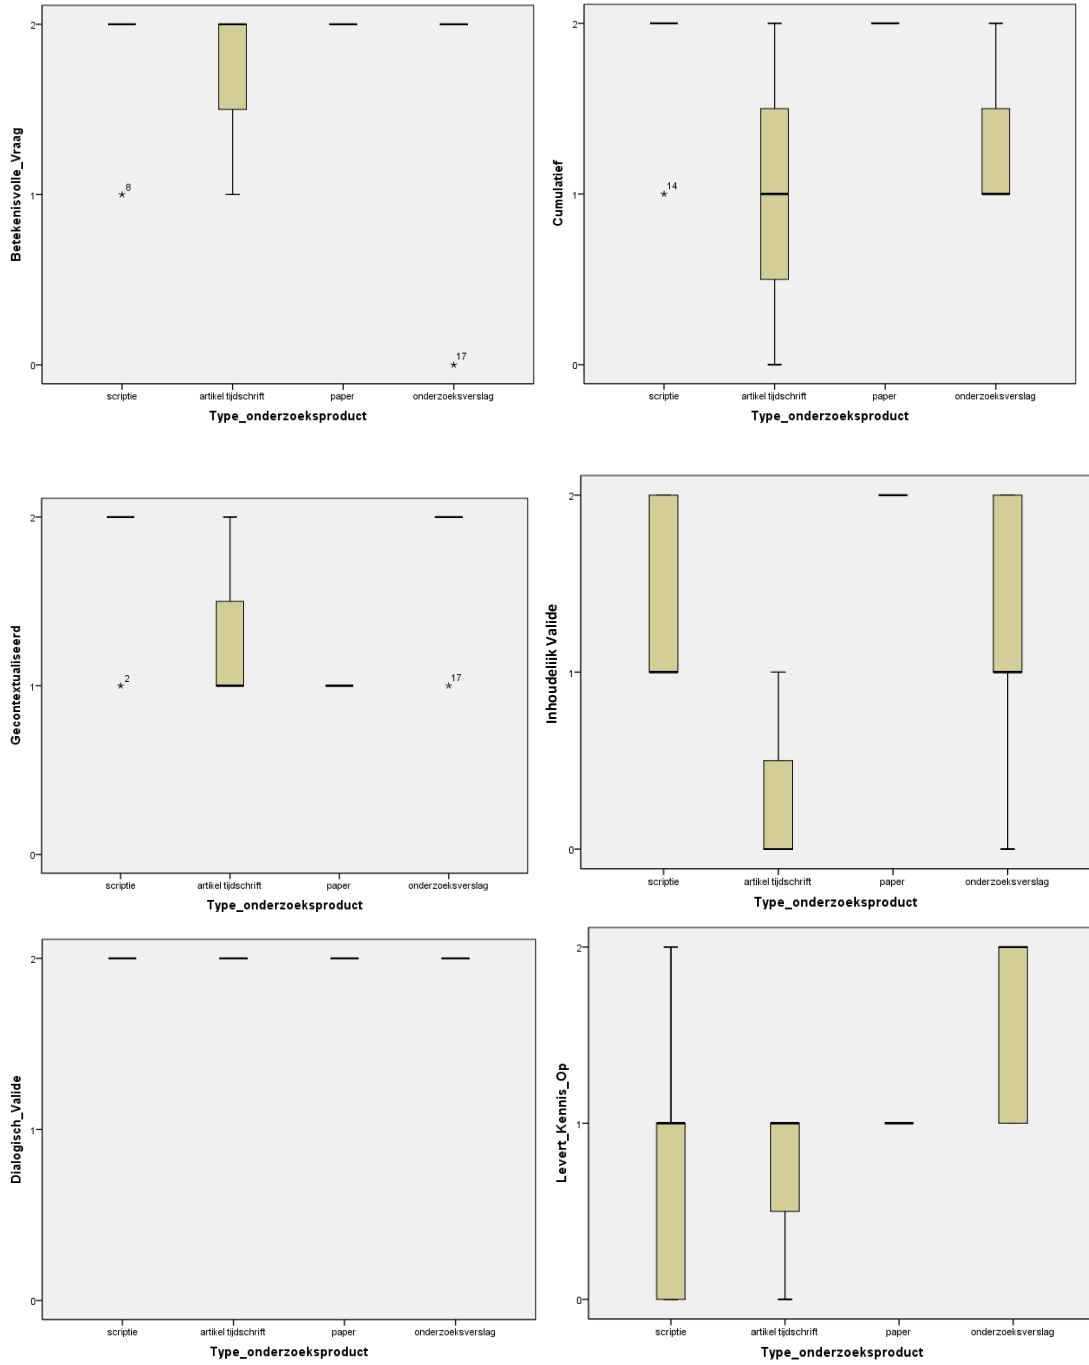 Betekenisvolle_Vraag
2
1
0
8
17
scriptie artikel tijdschrift paper onderzoeksverslag
Type_onderzoeksproduct
Cumulatief
2
1
0
14
scriptie artikel tijdschrift paper onderzoeksverslag
Type_onderzoeksproduct
Gecontextualiseerd
2
1
0
2
17
scriptie artikel tijdschrift paper onderzoeksverslag
Type_onderzoeksproduct
Inhoudelijk Valide
2
1
0
scriptie artikel tijdschrift paper onderzoeksverslag
Type_onderzoeksproduct
Dialogisch_Valide
2
1
0
scriptie artikel tijdschrift paper onderzoeksverslag
Type_onderzoeksproduct
Levert_Kennis_Op
2
1
0
scriptie artikel tijdschrift paper onderzoeksverslag
Type_onderzoeksproduct